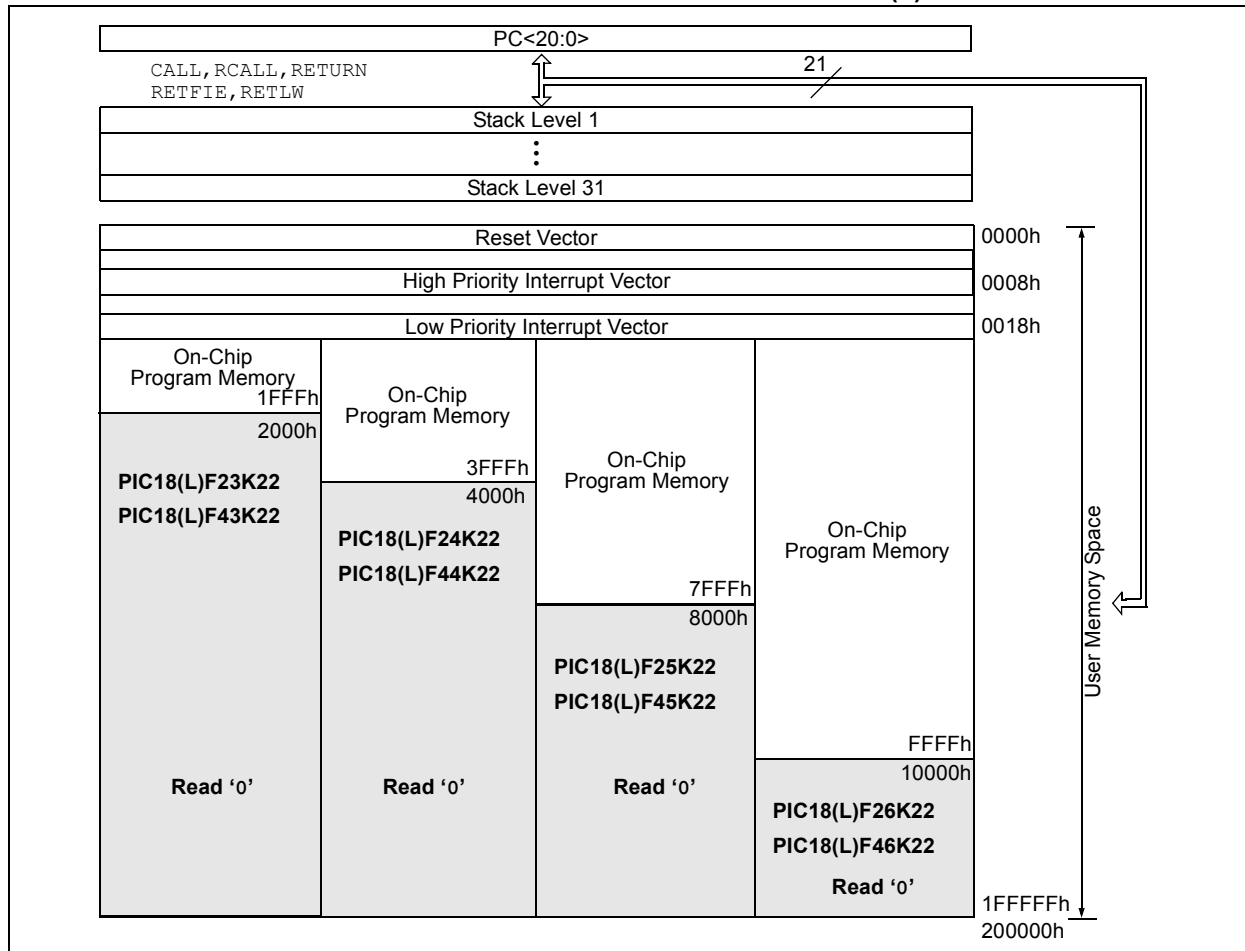 PC<20:0>
CALL,RCALL,RETURN
RETFIE,RETLW
21
Stack Level 1
Stack Level 31
Reset Vector
0000h
High Priority Interrupt Vector
0008h
Low Priority Interrupt Vector
0018h
On-Chip
Program Memory
1FFFh
2000h
PIC18(L)F23K22
PIC18(L)F43K22
Read ‘0’
On-Chip
Program Memory
3FFFh
4000h
PIC18(L)F24K22
PIC18(L)F44K22
Read ‘0’
On-Chip
Program Memory
7FFFh
8000h
PIC18(L)F25K22
PIC18(L)F45K22
Read ‘0’
On-Chip
Program Memory
FFFFh
10000h
PIC18(L)F26K22
PIC18(L)F46K22
Read ‘0’
1FFFFFh
200000h
User Memory Space